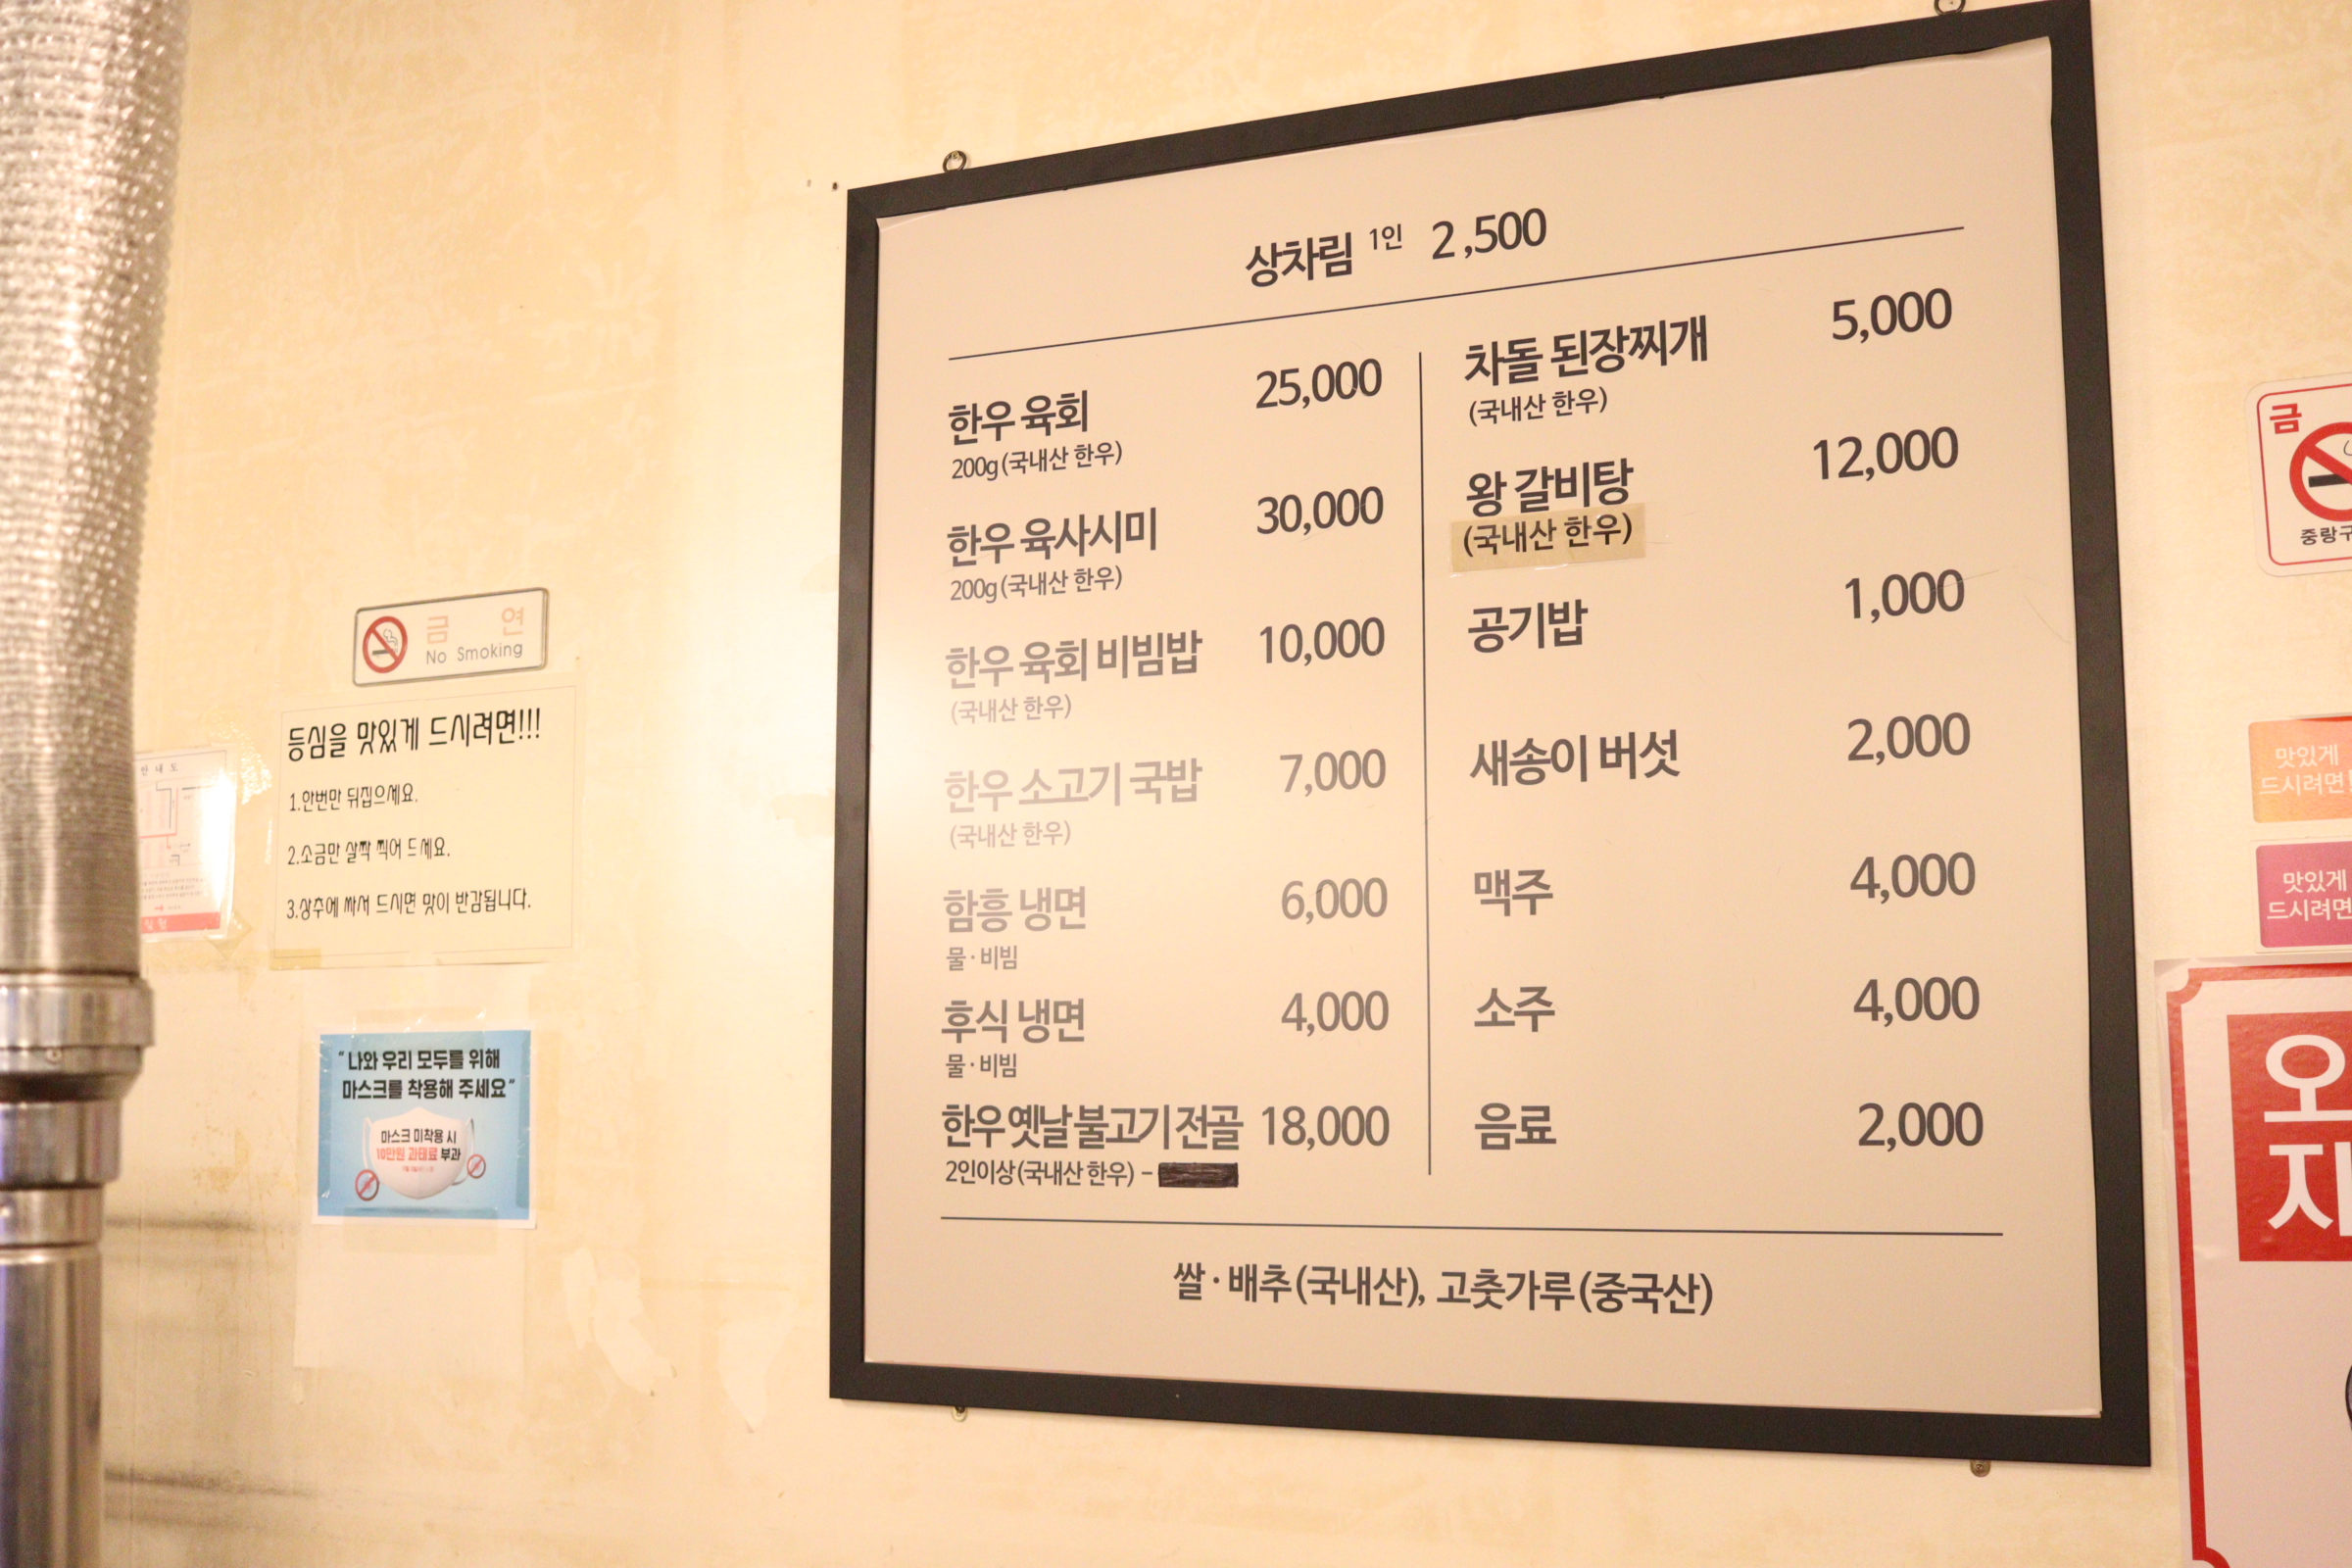 상차림 1인 2,500
한우 육회 25,000
200g(국내산 한우)
한우 육사시미 30,000
200g(국내산 한우)
한우 육회 비빔밥 10,000
(국내산 한우)
한우 소고기 국밥 7,000
(국내산 한우)
함흥 냉면 6,000
물·비빔
후식 냉면 4,000
물·비빔
한우 옛날 불고기 전골 18,000
2인이상(국내산 한우) -
차돌 된장찌개 5,000
(국내산 한우)
왕 갈비탕 12,000
(국내산 한우)
공기밥 1,000
새송이 버섯 2,000
맥주 4,000
소주 4,000
음료 2,000
쌀·배추(국내산), 고춧가루(중국산)
금 연
No Smoking
등심을 맛있게 드시려면!!!
1.한번만 뒤집으세요.
2.소금만 살짝 찍어 드세요.
3.상추에 싸서 드시면 맛이 반감됩니다.
안내도
"나와 우리 모두를 위해
마스크를 착용해 주세요"
마스크 미착용 시
10만원 과태료 부과
금
중랑구
맛있게
드시려면!
맛있게
드시려면
오
지